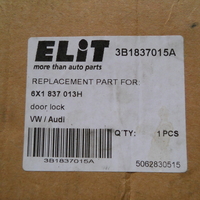 ELIT 3B1837015A
more than auto parts
REPLACEMENT PART FOR:
6X1 837 013H
door lock
VW / Audi
Q TY: 1 PCS
3B1837015A 5062830515